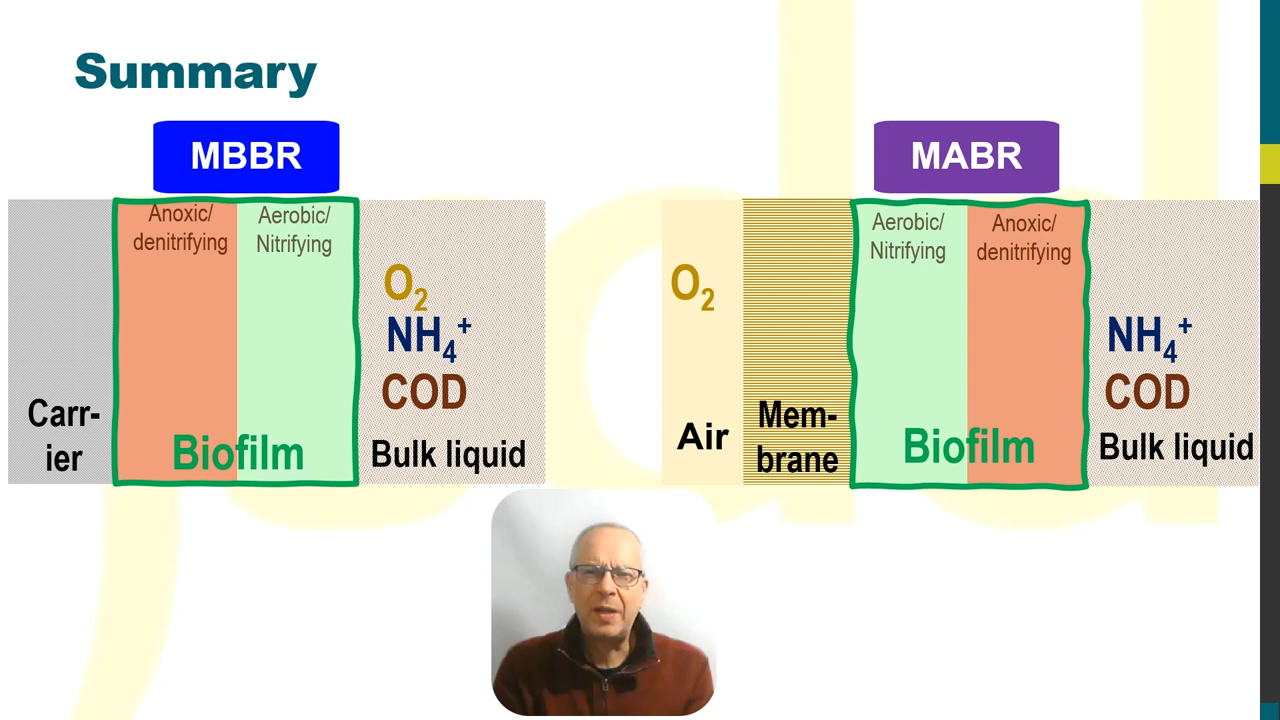 Summary
MBBR
Anoxic/
denitrifying
Aerobic/
Nitrifying
O2
NH4+
COD
Carr-
ier
Biofilm
Bulk liquid
MABR
O2
Air
Mem-
brane
Aerobic/
Nitrifying
Anoxic/
denitrifying
Biofilm
NH4+
COD
Bulk liquid